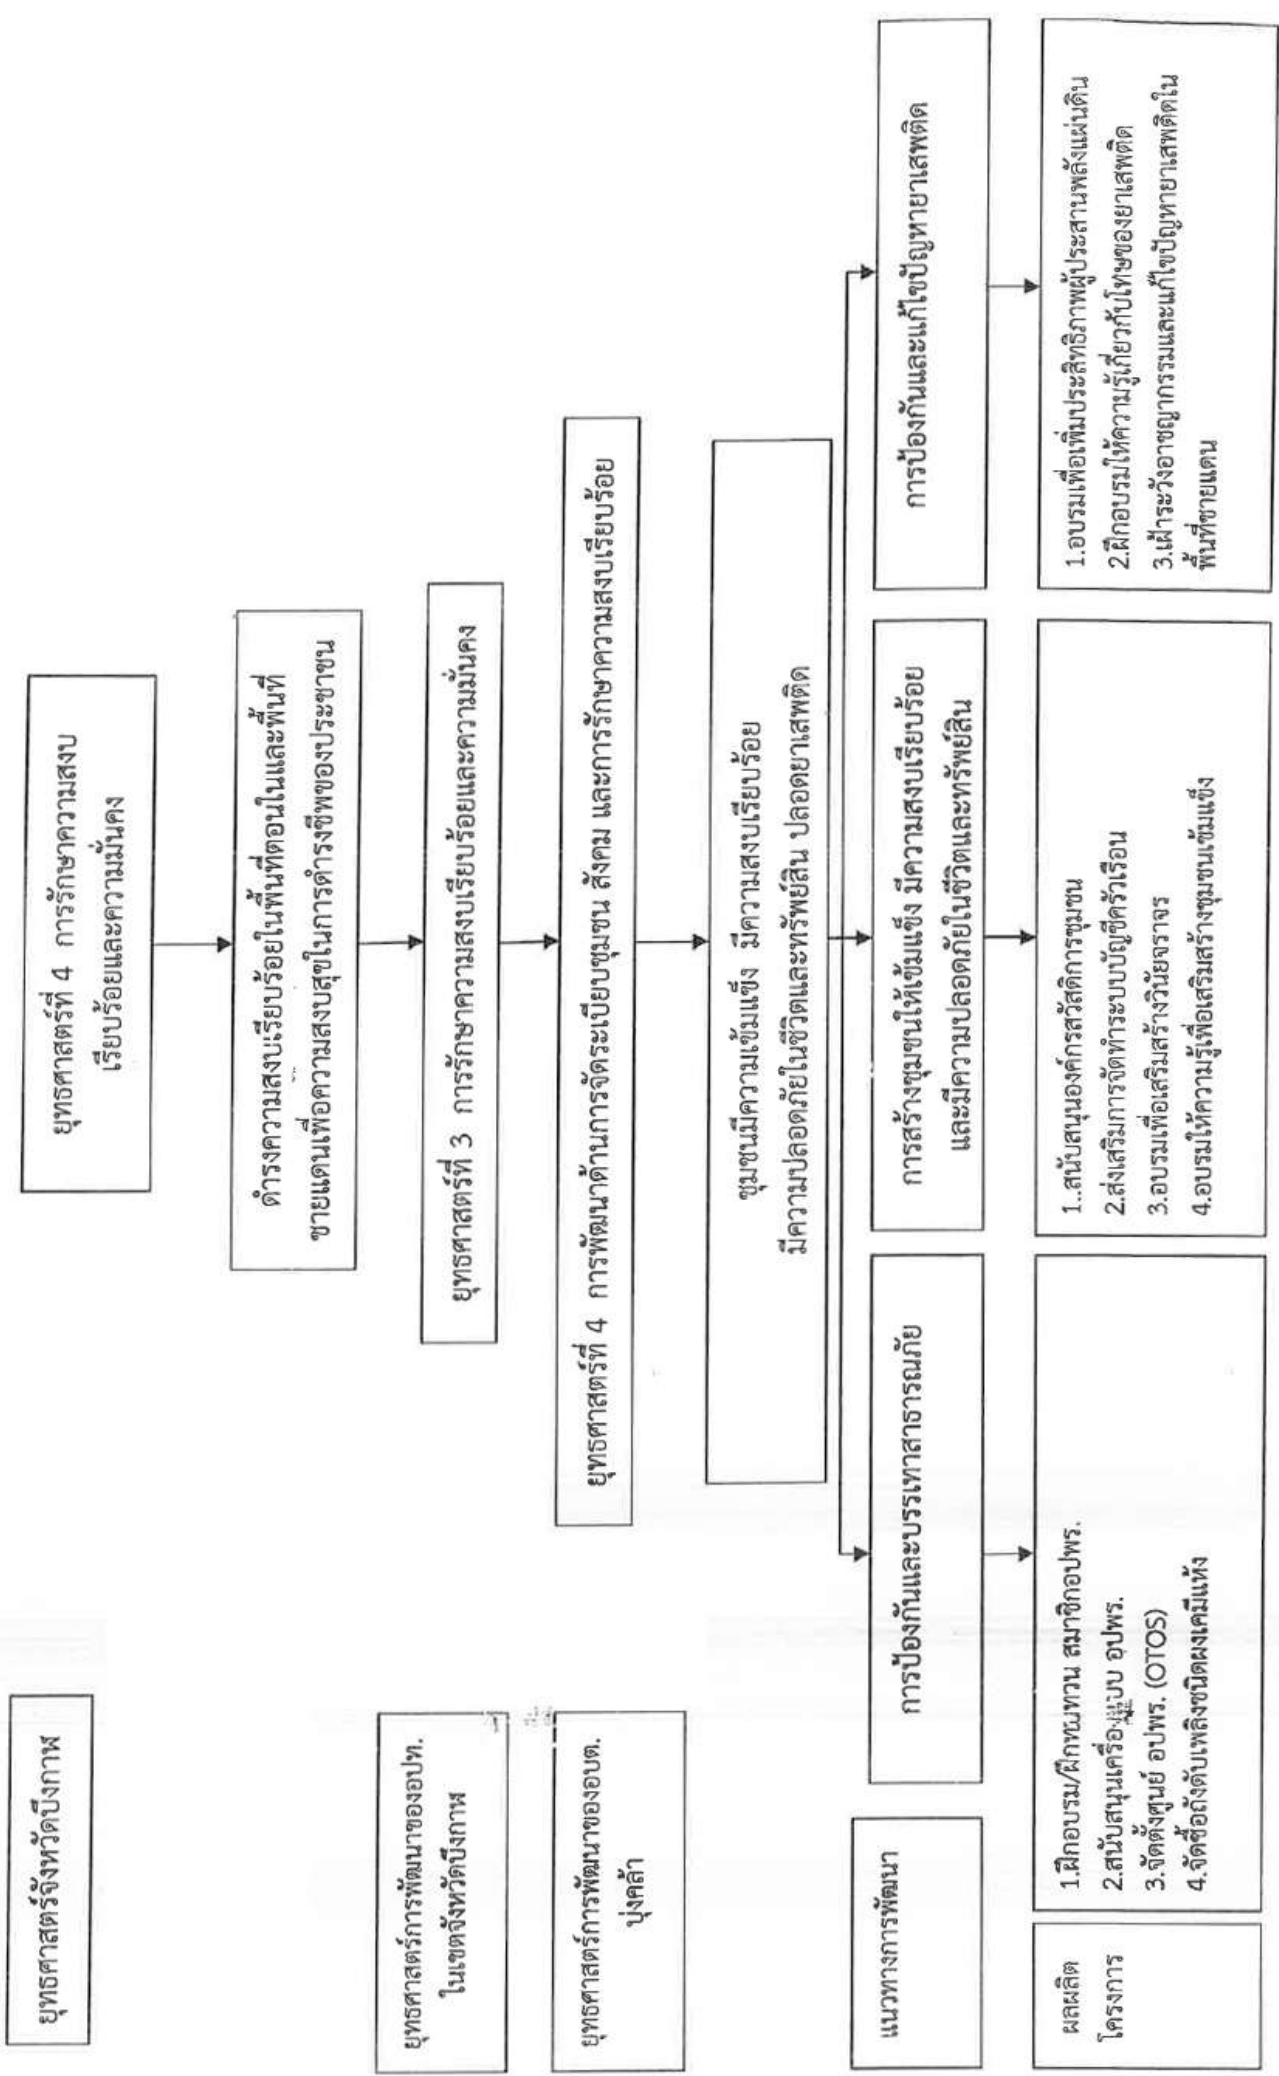 ยุทธศาสตร์จังหวัดบึงกาฬ
ยุทธศาสตร์ที่ 4 การรักษาความสงบ
เรียบร้อยและความมั่นคง
ดำรงความสงบเรียบร้อยในพื้นที่ตอนในและพื้นที่
ชายแดนเพื่อความสงบสุขในการดำรงชีพของประชาชน
ยุทธศาสตร์การพัฒนาของอปท.
ในเขตจังหวัดบึงกาฬ
ยุทธศาสตร์ที่ 3 การรักษาความสงบเรียบร้อยและความมั่นคง
ยุทธศาสตร์การพัฒนาของอบต.
บุ่งคล้า
ยุทธศาสตร์ที่ 4 การพัฒนาด้านการจัดระเบียบชุมชน สังคม และการรักษาความสงบเรียบร้อย
ชุมชนมีความเข้มแข็ง มีความสงบเรียบร้อย
มีความปลอดภัยในชีวิตและทรัพย์สิน ปลอดยาเสพติด
แนวทางการพัฒนา
การป้องกันและบรรเทาสาธารณภัย
การสร้างชุมชนให้เข้มแข็ง มีความสงบเรียบร้อย
และมีความปลอดภัยในชีวิตและทรัพย์สิน
การป้องกันและแก้ไขปัญหายาเสพติด
ผลผลิต
โครงการ
1.ฝึกอบรม/ฝึกทบทวน สมาชิกอปพร.
2.สนับสนุนเครื่องแบบ อปพร.
3.จัดตั้งศูนย์ อปพร. (OTOS)
4.จัดซื้อถังดับเพลิงชนิดผงเคมีแห้ง
1..สนับสนุนองค์กรสวัสดิการชุมชน
2.ส่งเสริมการจัดทำระบบบัญชีครัวเรือน
3.อบรมเพื่อเสริมสร้างวินัยจราจร
4.อบรมให้ความรู้เพื่อเสริมสร้างชุมชนเข้มแข็ง
1.อบรมเพื่อเพิ่มประสิทธิภาพผู้ประสานพลังแผ่นดิน
2.ฝึกอบรมให้ความรู้เกี่ยวกับโทษของยาเสพติด
3.เฝ้าระวังอาชญากรรมและแก้ไขปัญหายาเสพติดใน
พื้นที่ชายแดน